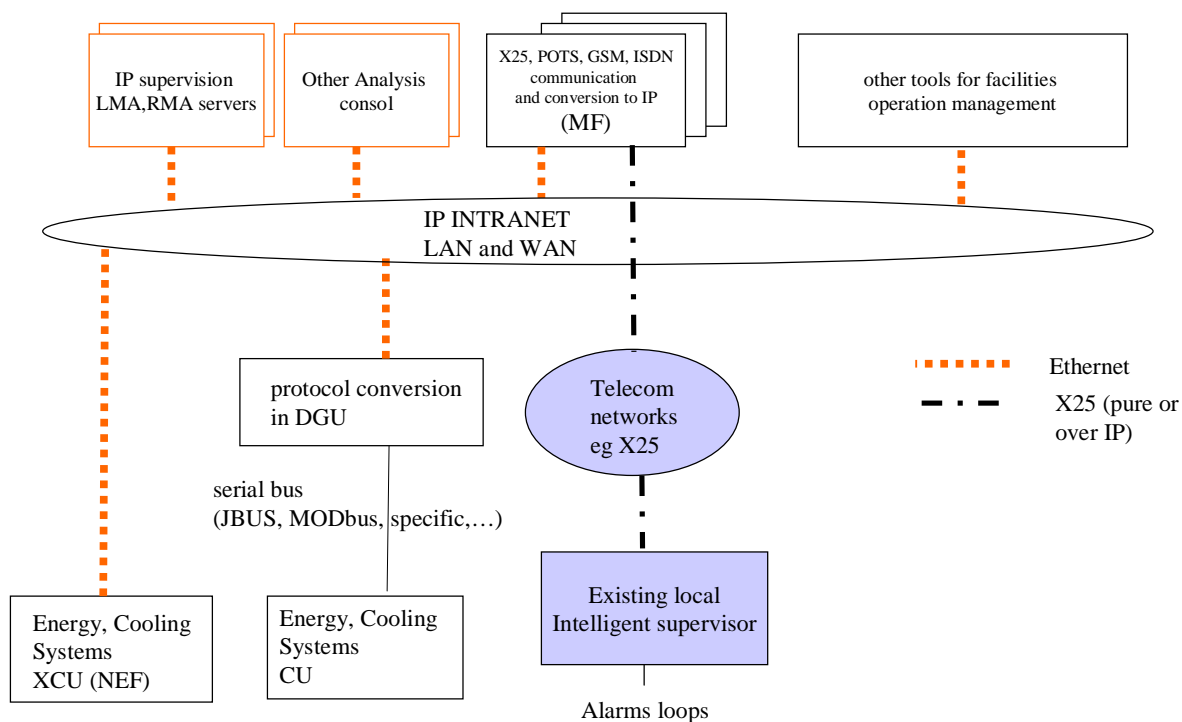 IP supervision
LMA,RMA servers
Other Analysis
consol
X25, POTS, GSM, ISDN
communication
and conversion to IP
(MF)
other tools for facilities
operation management
IP INTRANET
LAN and WAN
protocol conversion
in DGU
Telecom
networks
eg X25
Ethernet
X25 (pure or
over IP)
serial bus
(JBUS, MODbus, specific,…)
Energy, Cooling
Systems
XCU (NEF)
Energy, Cooling
Systems
CU
Existing local
Intelligent supervisor
Alarms loops